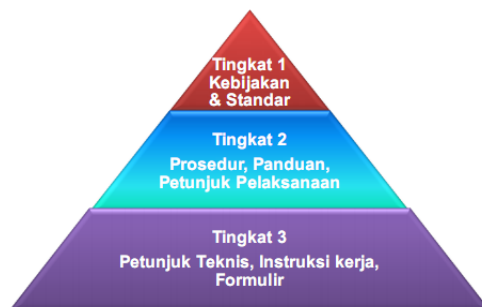 Tingkat 1
Kebijakan
& Standar
Tingkat 2
Prosedur, Panduan,
Petunjuk Pelaksanaan
Tingkat 3
Petunjuk Teknis, Instruksi kerja,
Formulir